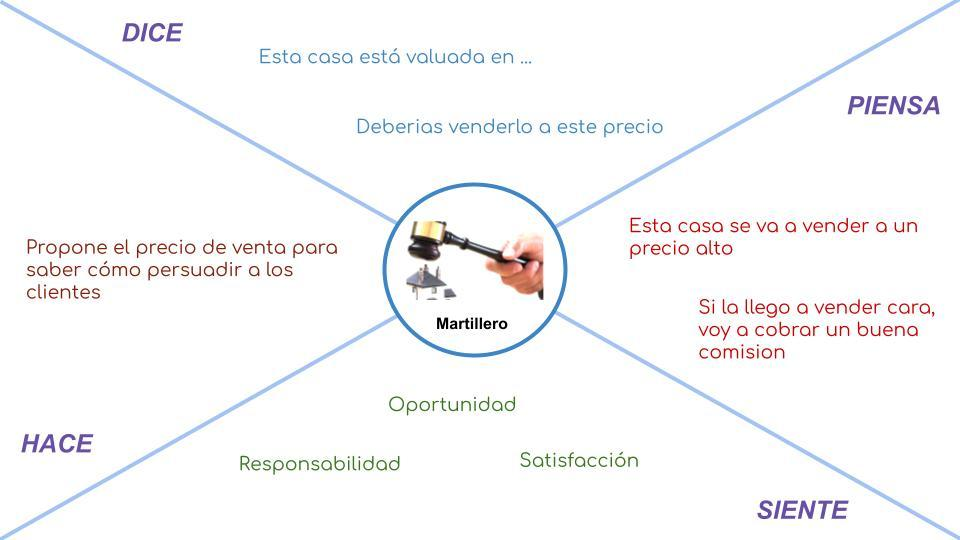 DICE
Esta casa está valuada en ...
Deberias venderlo a este precio
PIENSA
Esta casa se va a vender a un
precio alto
Si la llego a vender cara,
voy a cobrar un buena
comision
Propone el precio de venta para
saber cómo persuadir a los
clientes
HACE
Martillero
Oportunidad
Responsabilidad
Satisfacción
SIENTE